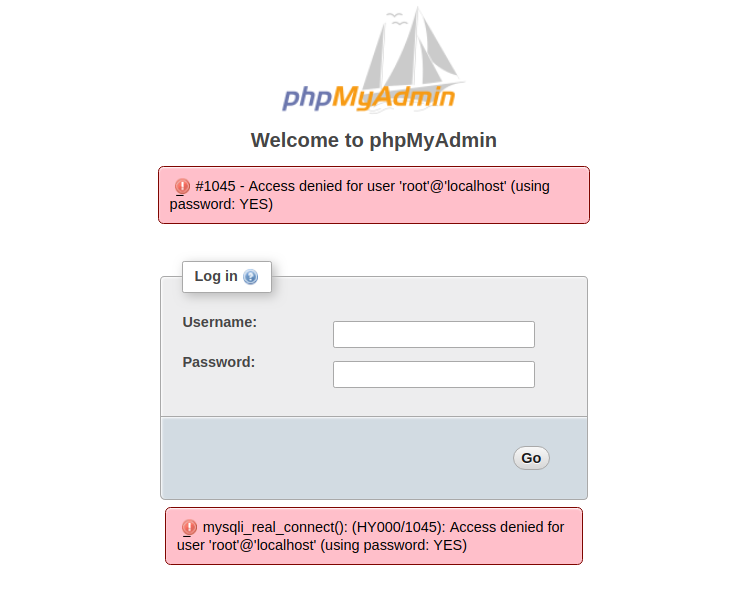 phpMyAdmin
Welcome to phpMyAdmin
#1045 - Access denied for user 'root'@'localhost' (using
password: YES)
Log in
Username:
Password:
Go
mysqli_real_connect(): (HY000/1045): Access denied for
user 'root'@'localhost' (using password: YES)